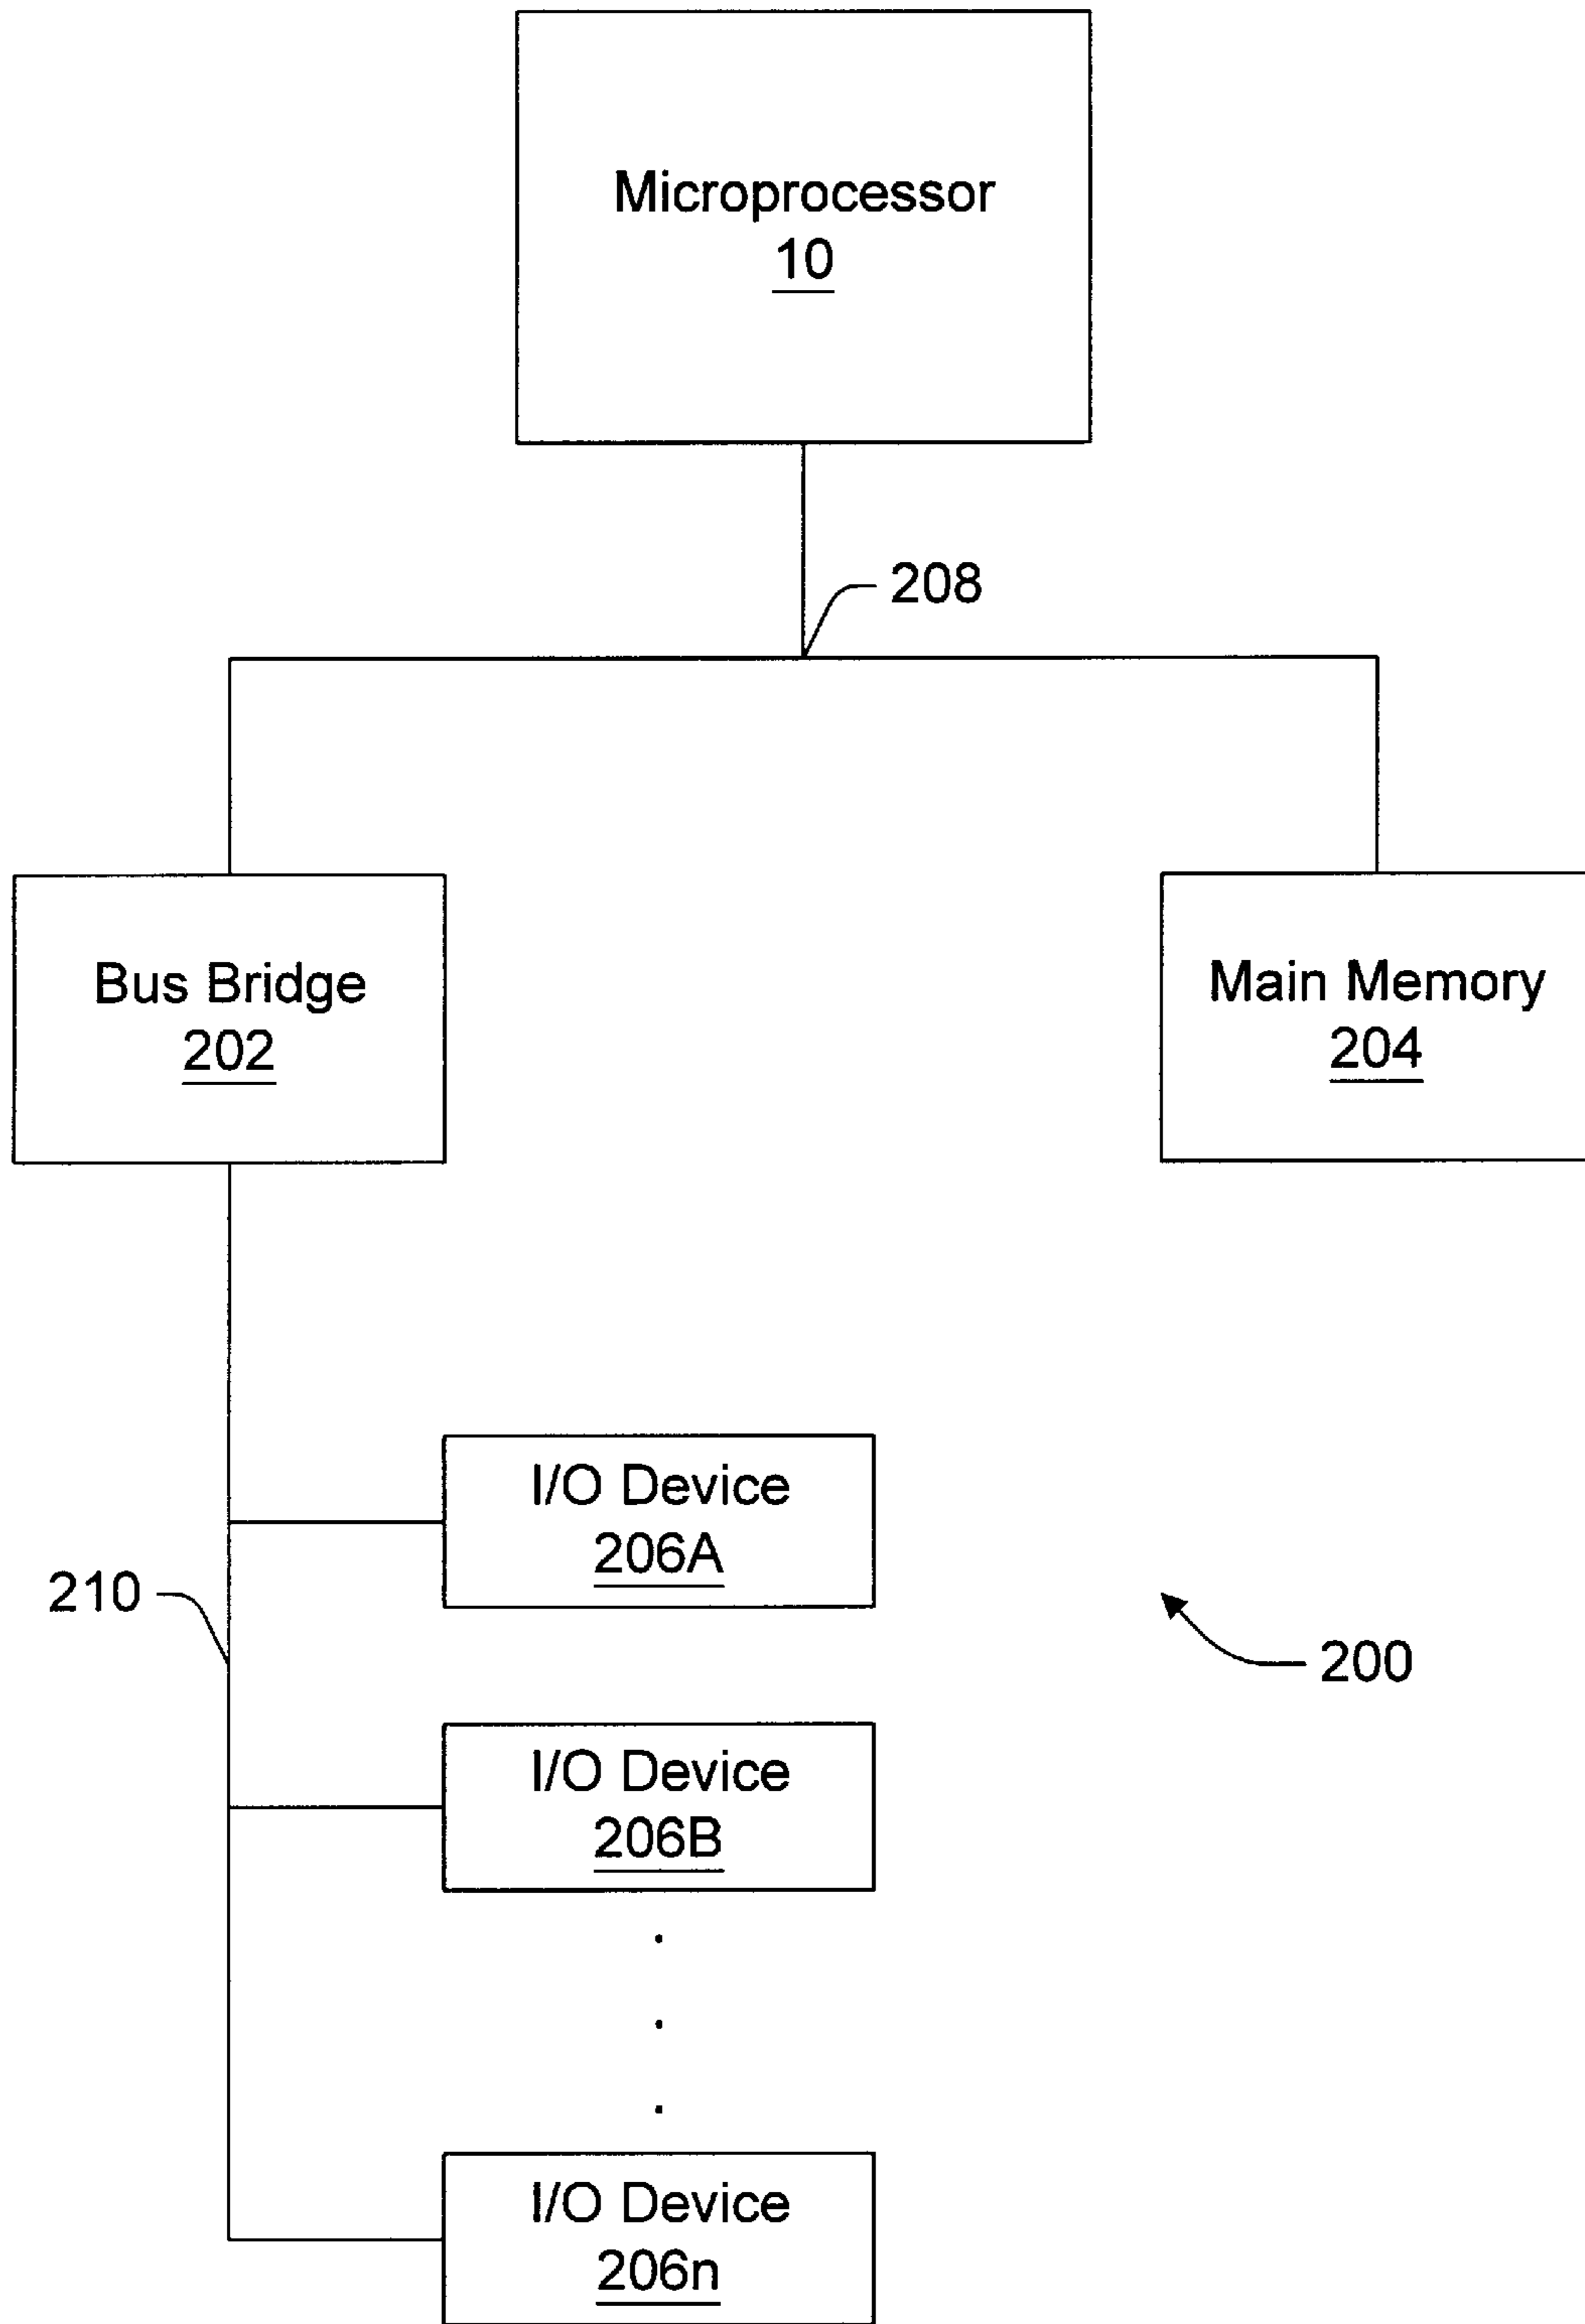 Microprocessor
10
208
Bus Bridge
202
Main Memory
204
I/O Device
206A
210
200
I/O Device
206B
I/O Device
206n